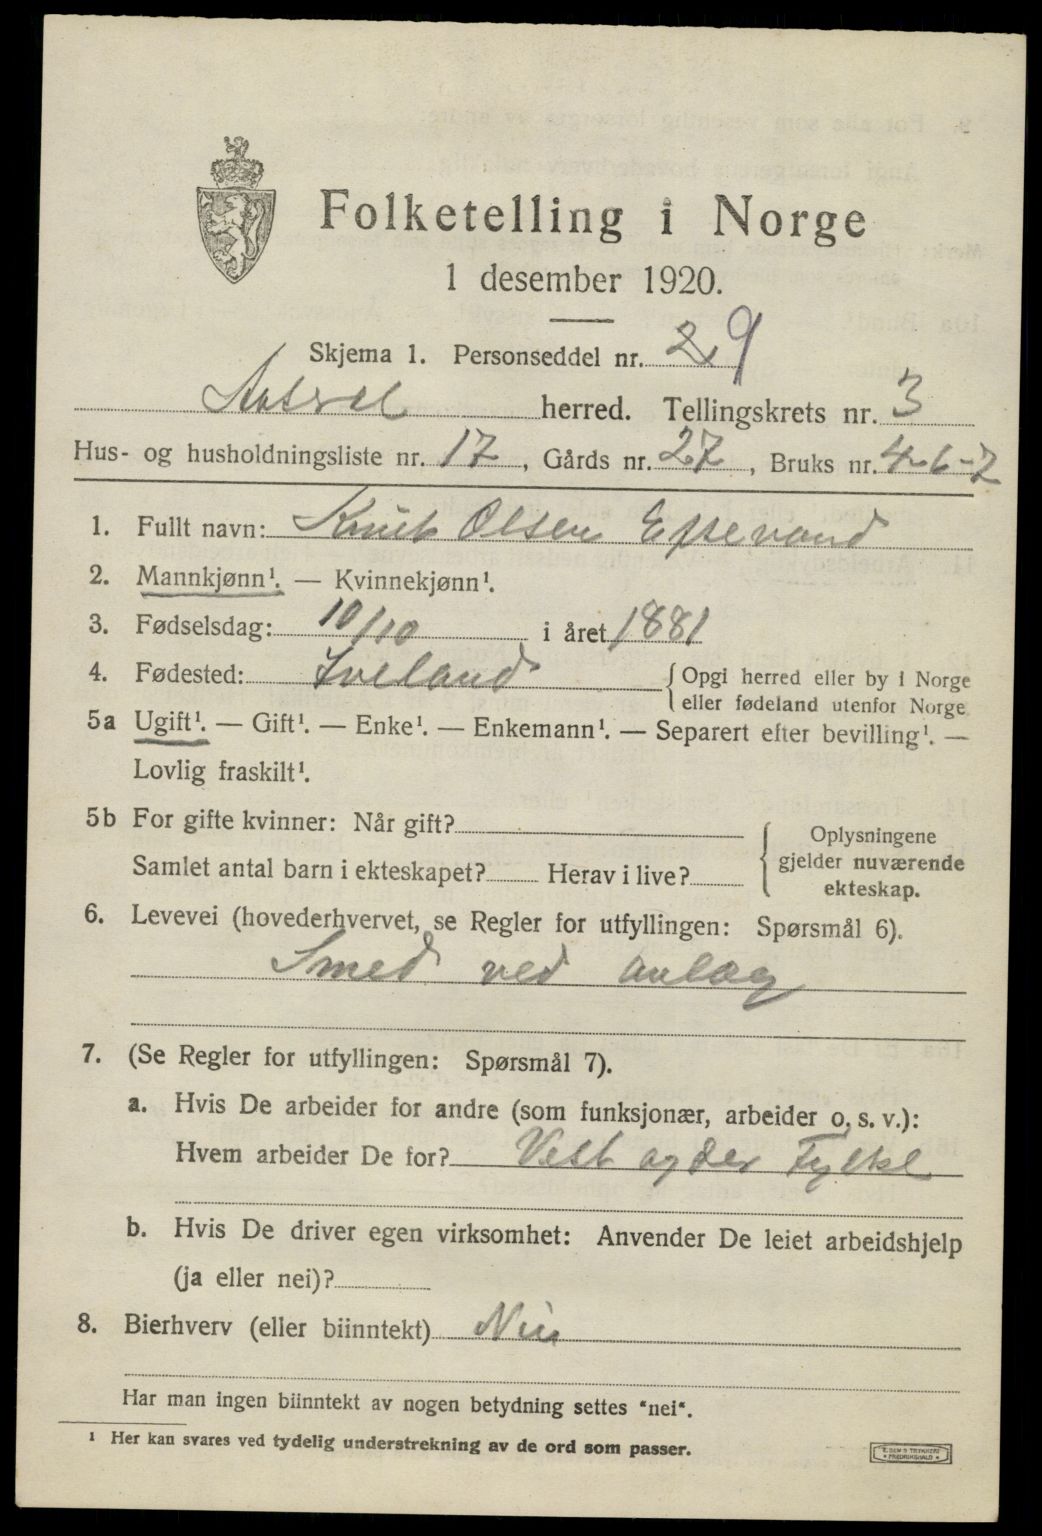 Folketelling i Norge
1 desember 1920.
Skjema 1. Personseddel nr. 29
herred. Tellingskrets nr. 3
Hus- og husholdningsliste nr. 17, Gårds nr. 27, Bruks nr. 4-6-7
1. Fullt navn: Knut Olsen
2. Mannkjønn¹. — Kvinnekjønn¹.
3. Fødselsdag: 10/10 i året 1881
4. Fødested: Iveland {Opgi herred eller by i Norge
eller fødeland utenfor Norge
5a Ugift¹. — Gift¹. — Enke¹. — Enkemann¹. — Separert efter bevilling¹. —
Lovlig fraskilt¹.
5b For gifte kvinner: Når gift?
Samlet antal barn i ekteskapet? Herav i live?
Oplysningene
gjelder nuværende
ekteskap.
6. Levevei (hovederhvervet, se Regler for utfyllingen: Spørsmål 6).
Smed ved anlæg
7. (Se Regler for utfyllingen: Spørsmål 7).
a. Hvis De arbeider for andre (som funksjonær, arbeider o. s. v.):
Hvem arbeider De for? Vest agder Fylke
b. Hvis De driver egen virksomhet: Anvender De leiet arbeidshjelp
(ja eller nei)?
8. Bierhverv (eller biinntekt) Nei
Har man ingen biinntekt av nogen betydning settes "nei".
¹ Her kan svares ved tydelig understrekning av de ord som passer.